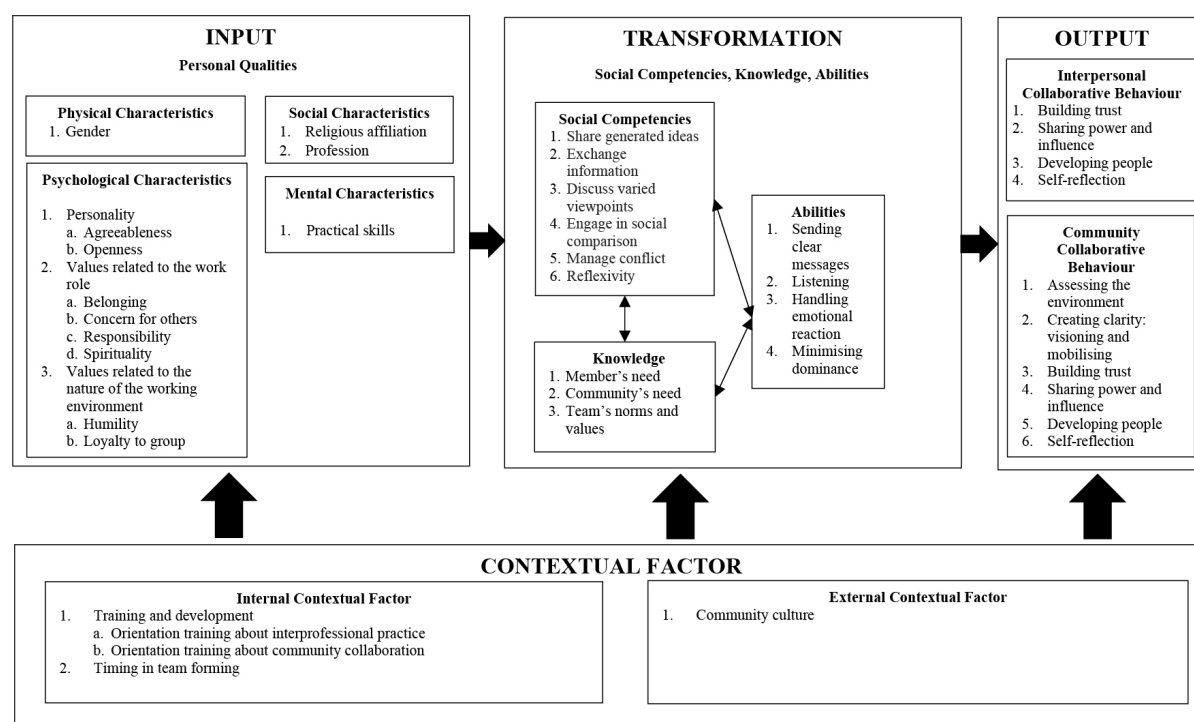 INPUT
Personal Qualities
Physical Characteristics
1. Gender
Social Characteristics
1. Religious affiliation
2. Profession
Psychological Characteristics
1. Personality
a. Agreeableness
b. Openness
2. Values related to the work
role
a. Belonging
b. Concern for others
c. Responsibility
d. Spirituality
3. Values related to the
nature of the working
environment
a. Humility
b. Loyalty to group
Mental Characteristics
1. Practical skills
TRANSFORMATION
Social Competencies, Knowledge, Abilities
Social Competencies
1. Share generated ideas
2. Exchange
information
3. Discuss varied
viewpoints
4. Engage in social
comparison
5. Manage conflict
6. Reflexivity
Abilities
1. Sending
clear
messages
2. Listening
3. Handling
emotional
reaction
4. Minimising
dominance
Knowledge
1. Member’s need
2. Community’s need
3. Team’s norms and
values
OUTPUT
Interpersonal
Collaborative Behaviour
1. Building trust
2. Sharing power and
influence
3. Developing people
4. Self-reflection
Community
Collaborative
Behaviour
1. Assessing the
environment
2. Creating clarity:
visioning and
mobilising
3. Building trust
4. Sharing power and
influence
5. Developing people
6. Self-reflection
CONTEXTUAL FACTOR
Internal Contextual Factor
1. Training and development
a. Orientation training about interprofessional practice
b. Orientation training about community collaboration
2. Timing in team forming
External Contextual Factor
1. Community culture